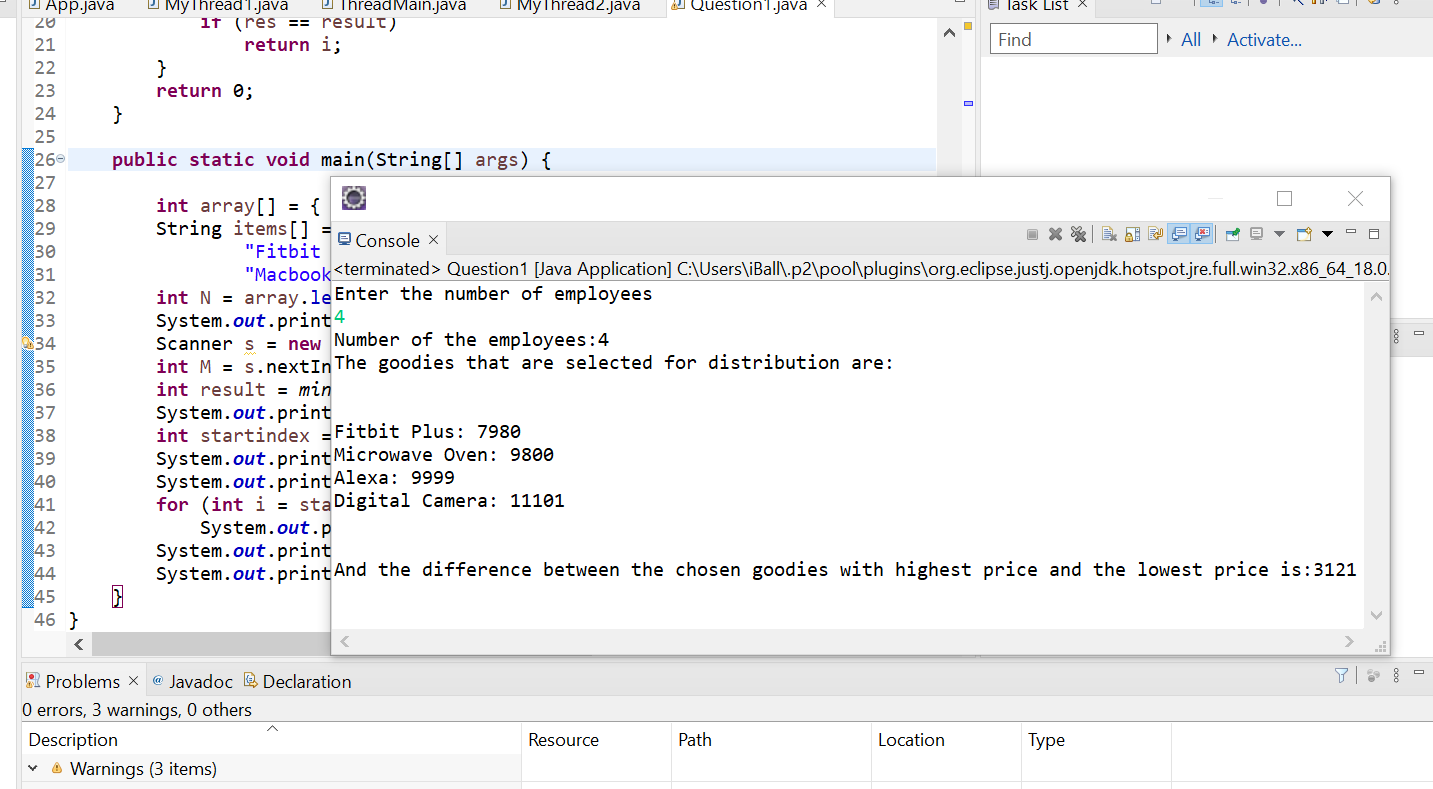 App.java MyThread1.java ThreadMain.java MyThread2.java Question1.java
Task List
Find All Activate...
20 if (res == result)
21 return i;
22 }
23 return 0;
24 }
25
26 public static void main(String[] args) {
27
28 int array[] = {
29 String items[] =
30 "Fitbit
31 "Macbook
32 int N = array.le
33 System.out.print
34 Scanner s = new
35 int M = s.nextIn
36 int result = min
37 System.out.print
38 int startindex =
39 System.out.print
40 System.out.print
41 for (int i = sta
42 System.out.p
43 System.out.print
44 System.out.print
45 }
46 }
Console
<terminated> Question1 [Java Application] C:\Users\iBall\.p2\pool\plugins\org.eclipse.justj.openjdk.hotspot.jre.full.win32.x86_64_18.0.
Enter the number of employees
4
Number of the employees:4
The goodies that are selected for distribution are:
Fitbit Plus: 7980
Microwave Oven: 9800
Alexa: 9999
Digital Camera: 11101
And the difference between the chosen goodies with highest price and the lowest price is:3121
Problems Javadoc Declaration
0 errors, 3 warnings, 0 others
Description Resource Path Location Type
Warnings (3 items)